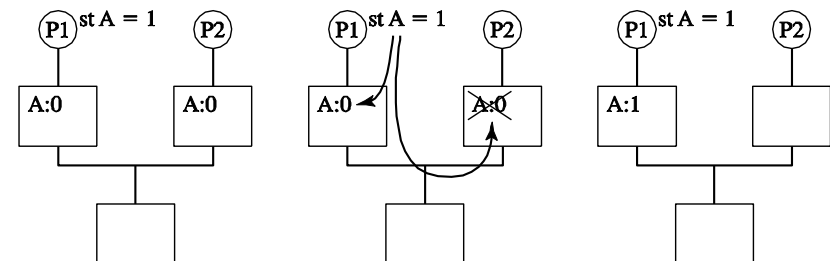 P1 st A = 1 P2
A:0 A:0
P1 st A = 1 P2
A:0 A:0
P1 st A = 1 P2
A:1